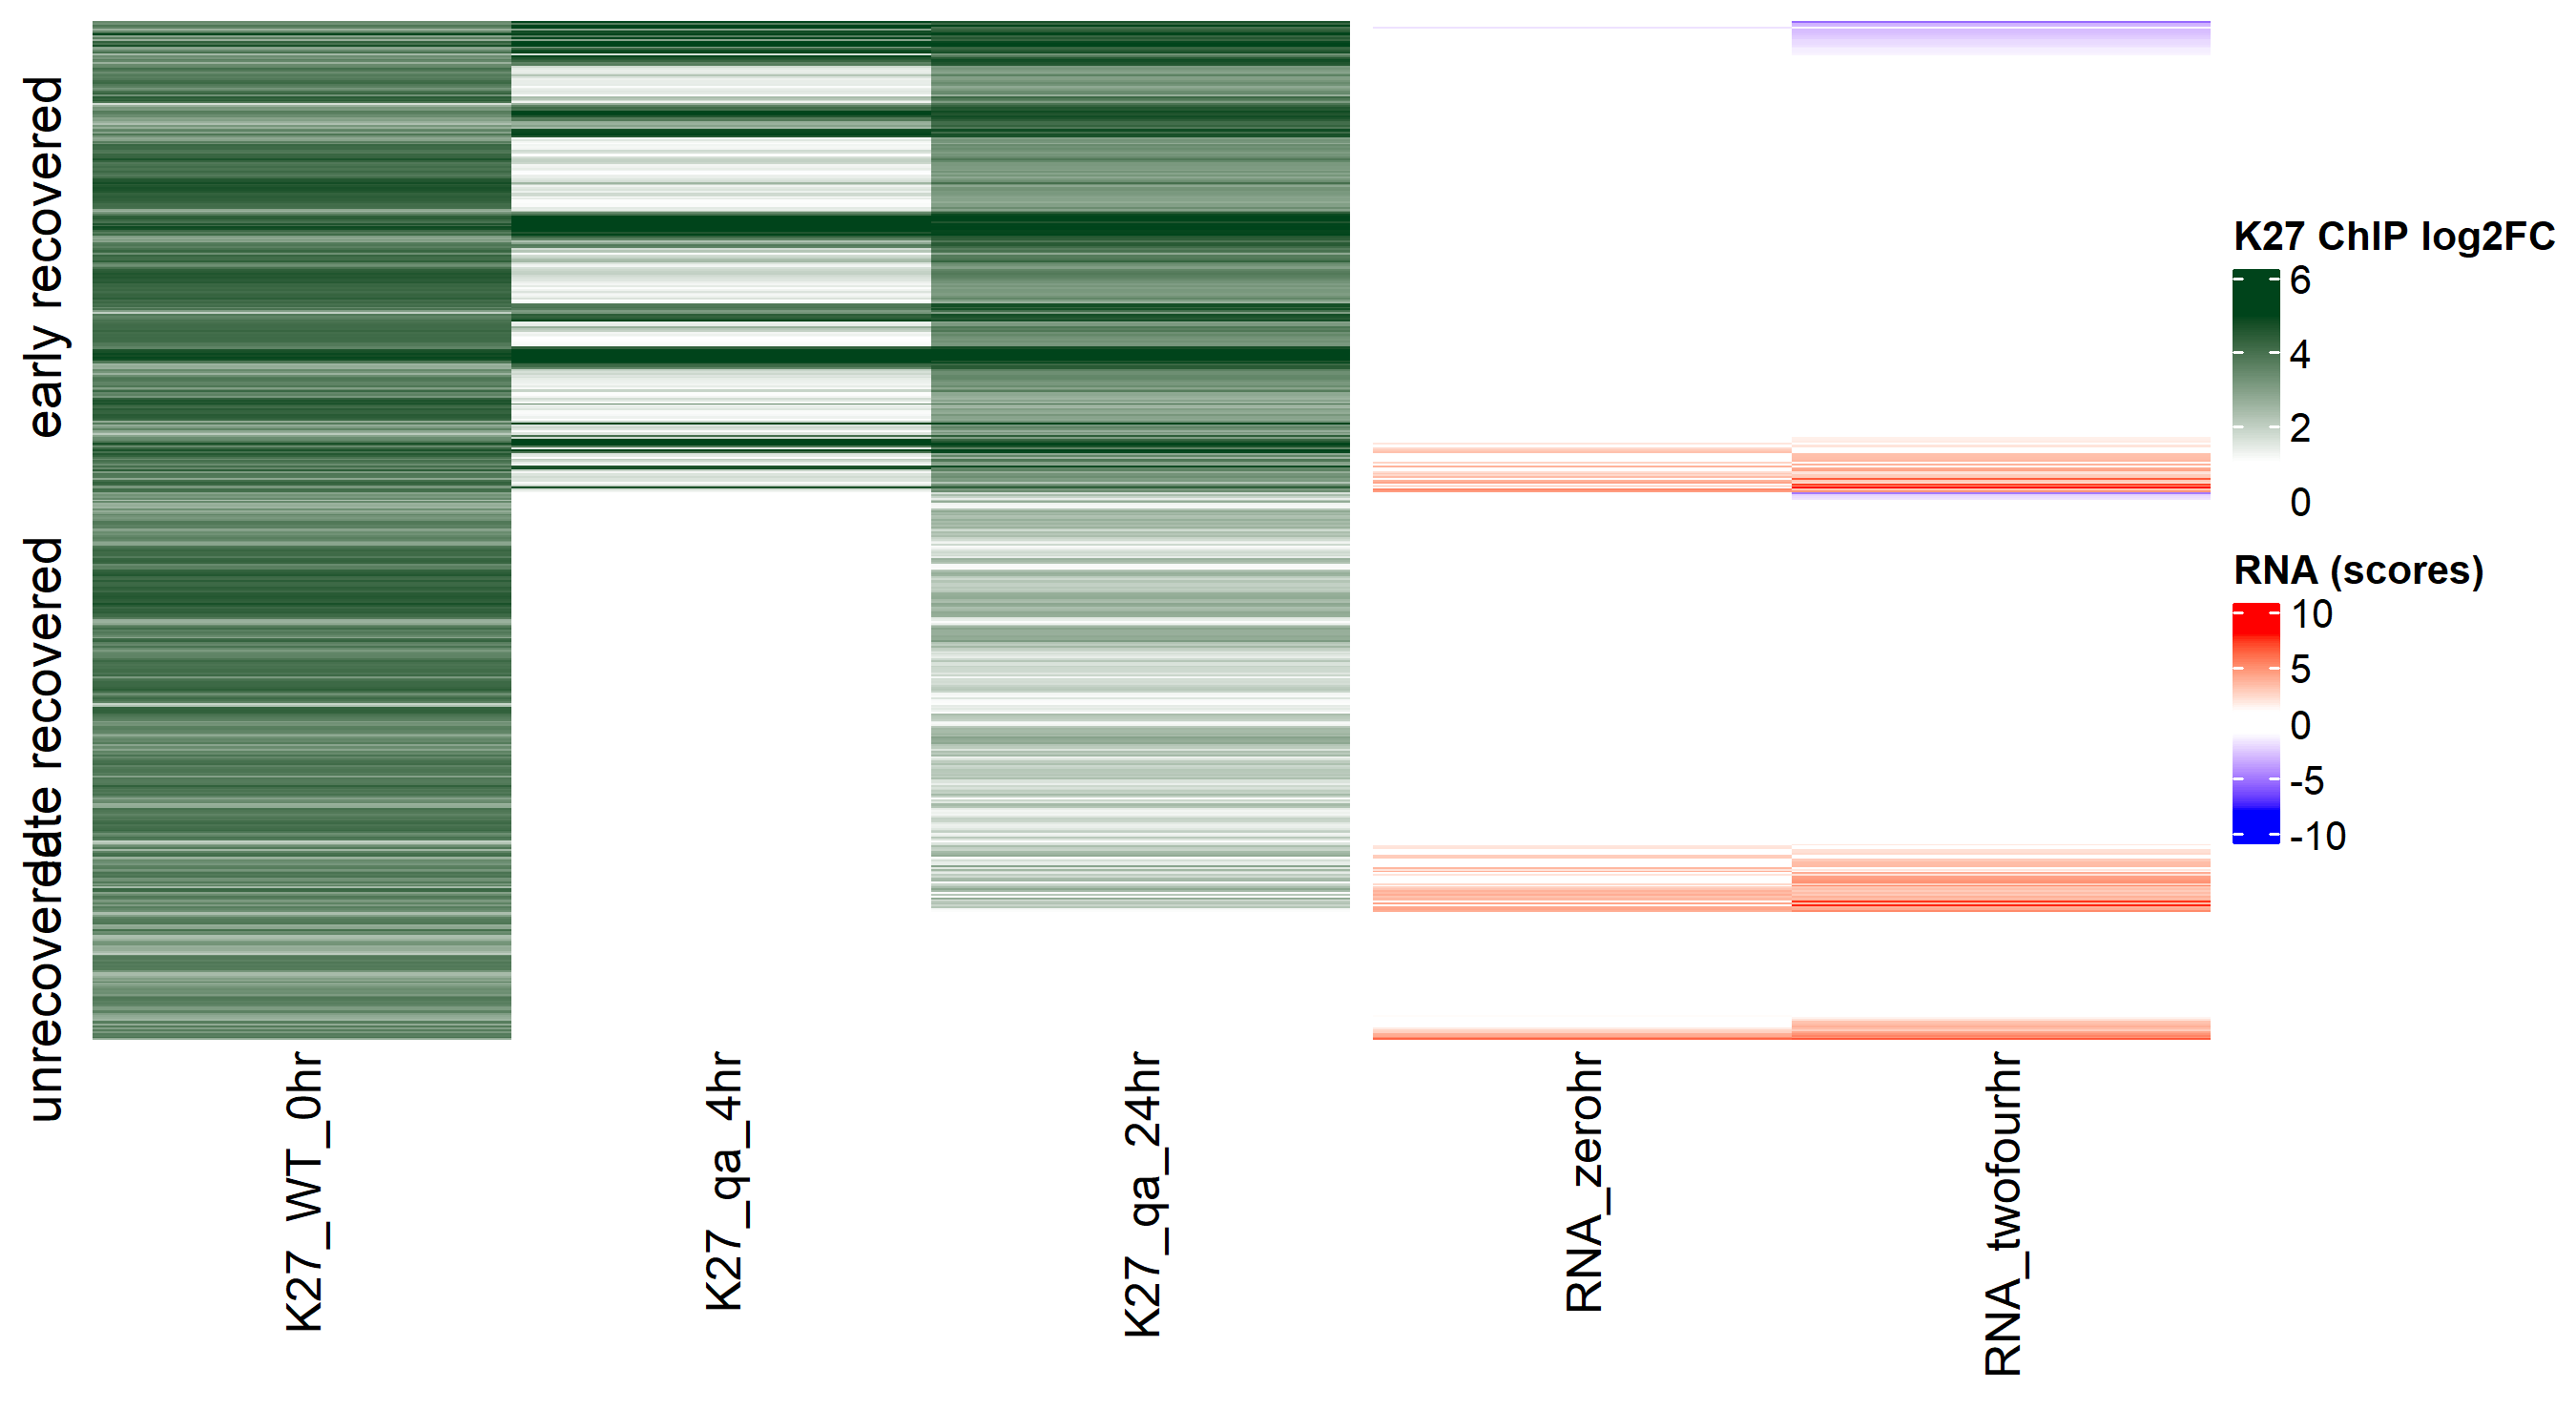 early recovered
late recovered
unrecovered
K27_WT_0hr
K27_qa_4hr
K27_qa_24hr
RNA_zerohr
RNA_twofourhr
K27 ChIP log2FC
6
4
2
0
RNA (scores)
10
5
0
-5
-10